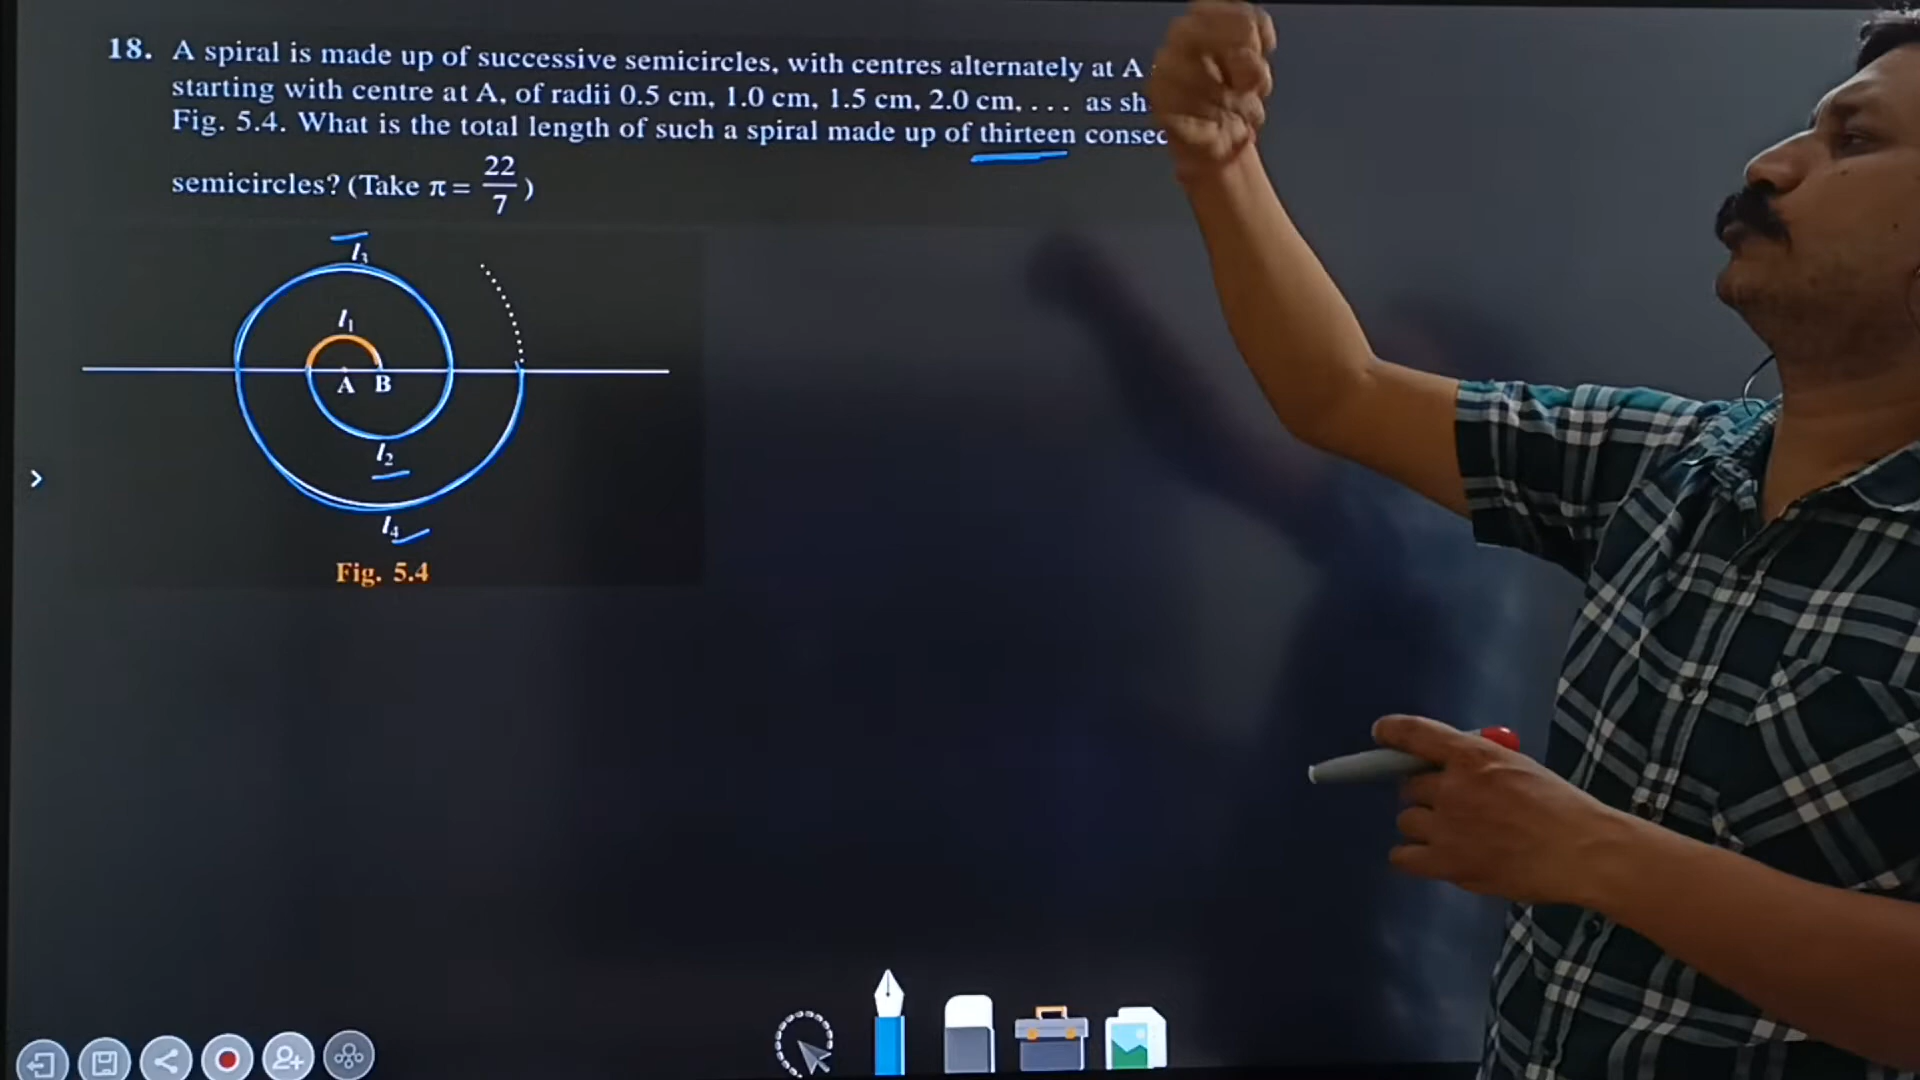 18. A spiral is made up of successive semicircles, with centres alternately at A
starting with centre at A, of radii 0.5 cm, 1.0 cm, 1.5 cm, 2.0 cm, . . . as sh
Fig. 5.4. What is the total length of such a spiral made up of thirteen consec
semicircles? (Take π = 22/7 )
l₃
l₁
A B
l₂
l₄
Fig. 5.4